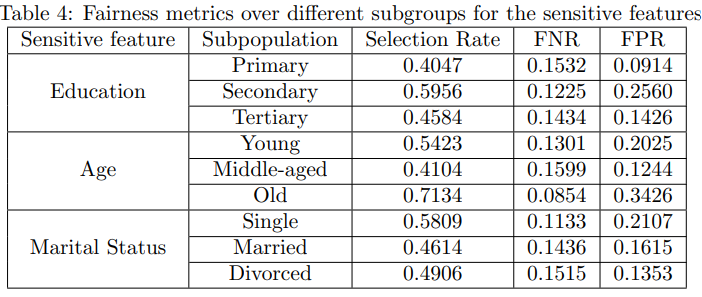 Table 4: Fairness metrics over different subgroups for the sensitive features
Sensitive feature Subpopulation Selection Rate FNR FPR
Education Primary 0.4047 0.1532 0.0914
Secondary 0.5956 0.1225 0.2560
Tertiary 0.4584 0.1434 0.1426
Age Young 0.5423 0.1301 0.2025
Middle-aged 0.4104 0.1599 0.1244
Old 0.7134 0.0854 0.3426
Marital Status Single 0.5809 0.1133 0.2107
Married 0.4614 0.1436 0.1615
Divorced 0.4906 0.1515 0.1353